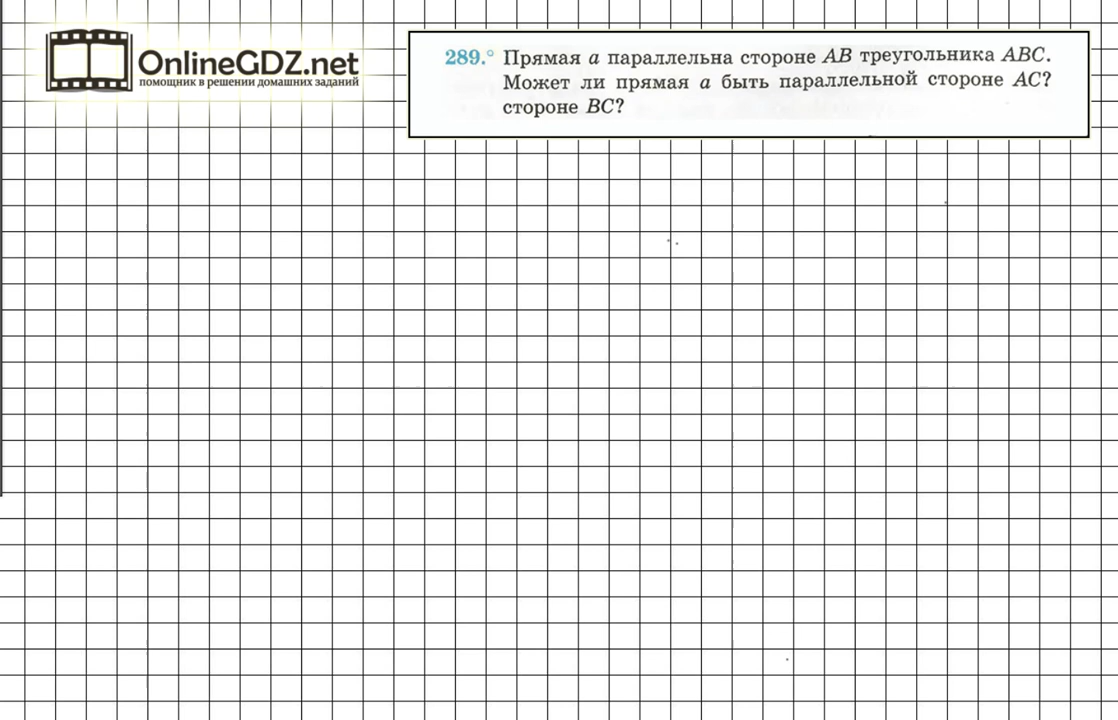 OnlineGDZ.net
помощник в решении домашних заданий
289.° Прямая a параллельна стороне AB треугольника ABC.
Может ли прямая a быть параллельной стороне AC?
стороне BC?